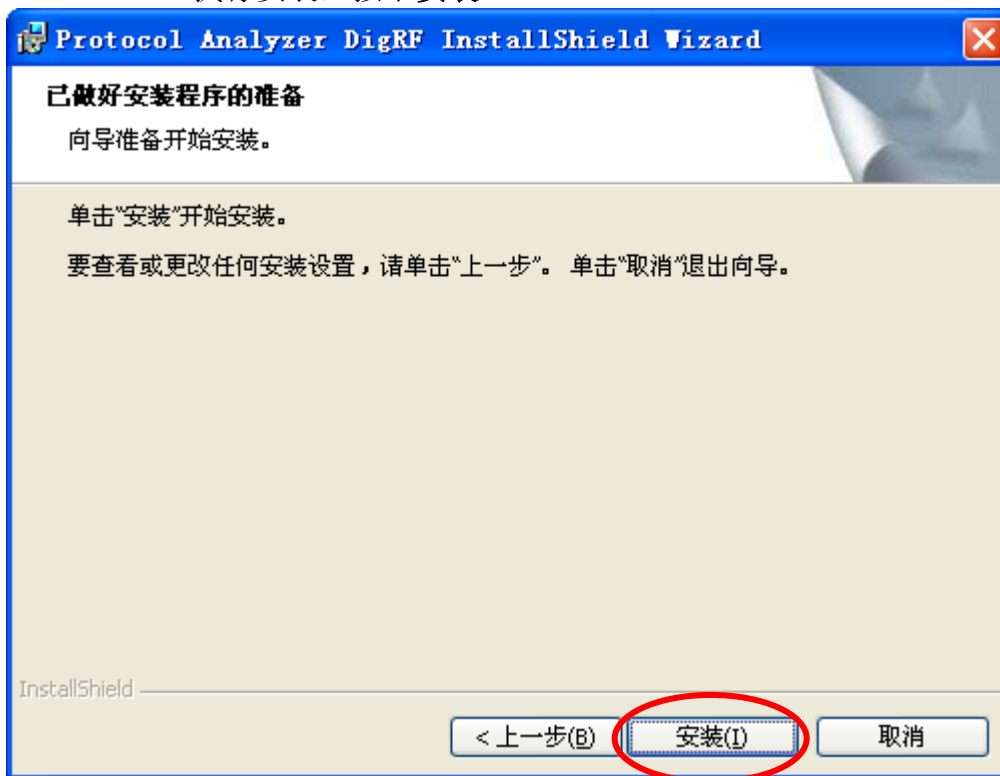 Protocol Analyzer DigRF InstallShield Wizard
已做好安装程序的准备
向导准备开始安装。
单击"安装"开始安装。
要查看或更改任何安装设置，请单击"上一步"。 单击"取消"退出向导。
InstallShield
< 上一步(B) 安装(I) 取消